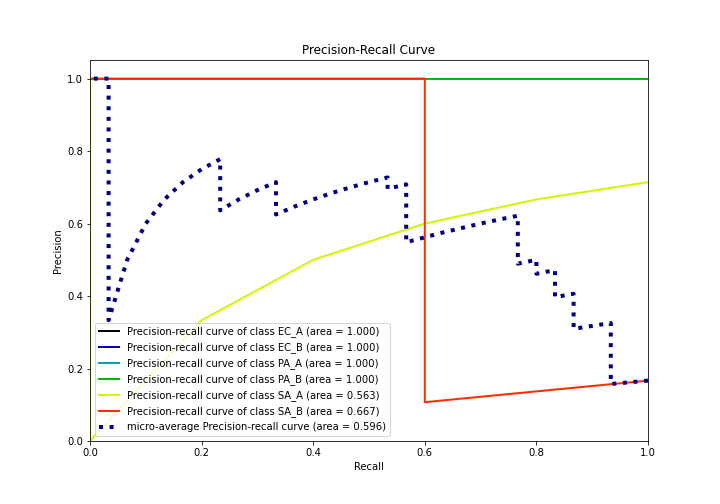 Precision-Recall Curve
1.0
0.8
0.6
0.4
0.2
0.0
Precision
Precision-recall curve of class EC_A (area = 1.000)
Precision-recall curve of class EC_B (area = 1.000)
Precision-recall curve of class PA_A (area = 1.000)
Precision-recall curve of class PA_B (area = 1.000)
Precision-recall curve of class SA_A (area = 0.563)
Precision-recall curve of class SA_B (area = 0.667)
micro-average Precision-recall curve (area = 0.596)
0.0 0.2 0.4 0.6 0.8 1.0
Recall